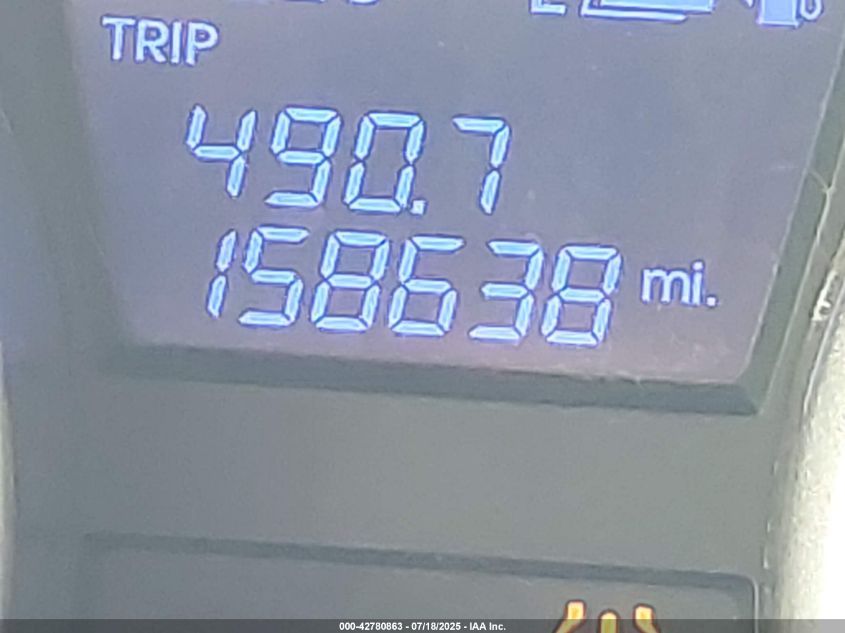 TRIP
490.7
158638 mi.
000-42780863 - 07/18/2025 - IAA Inc.